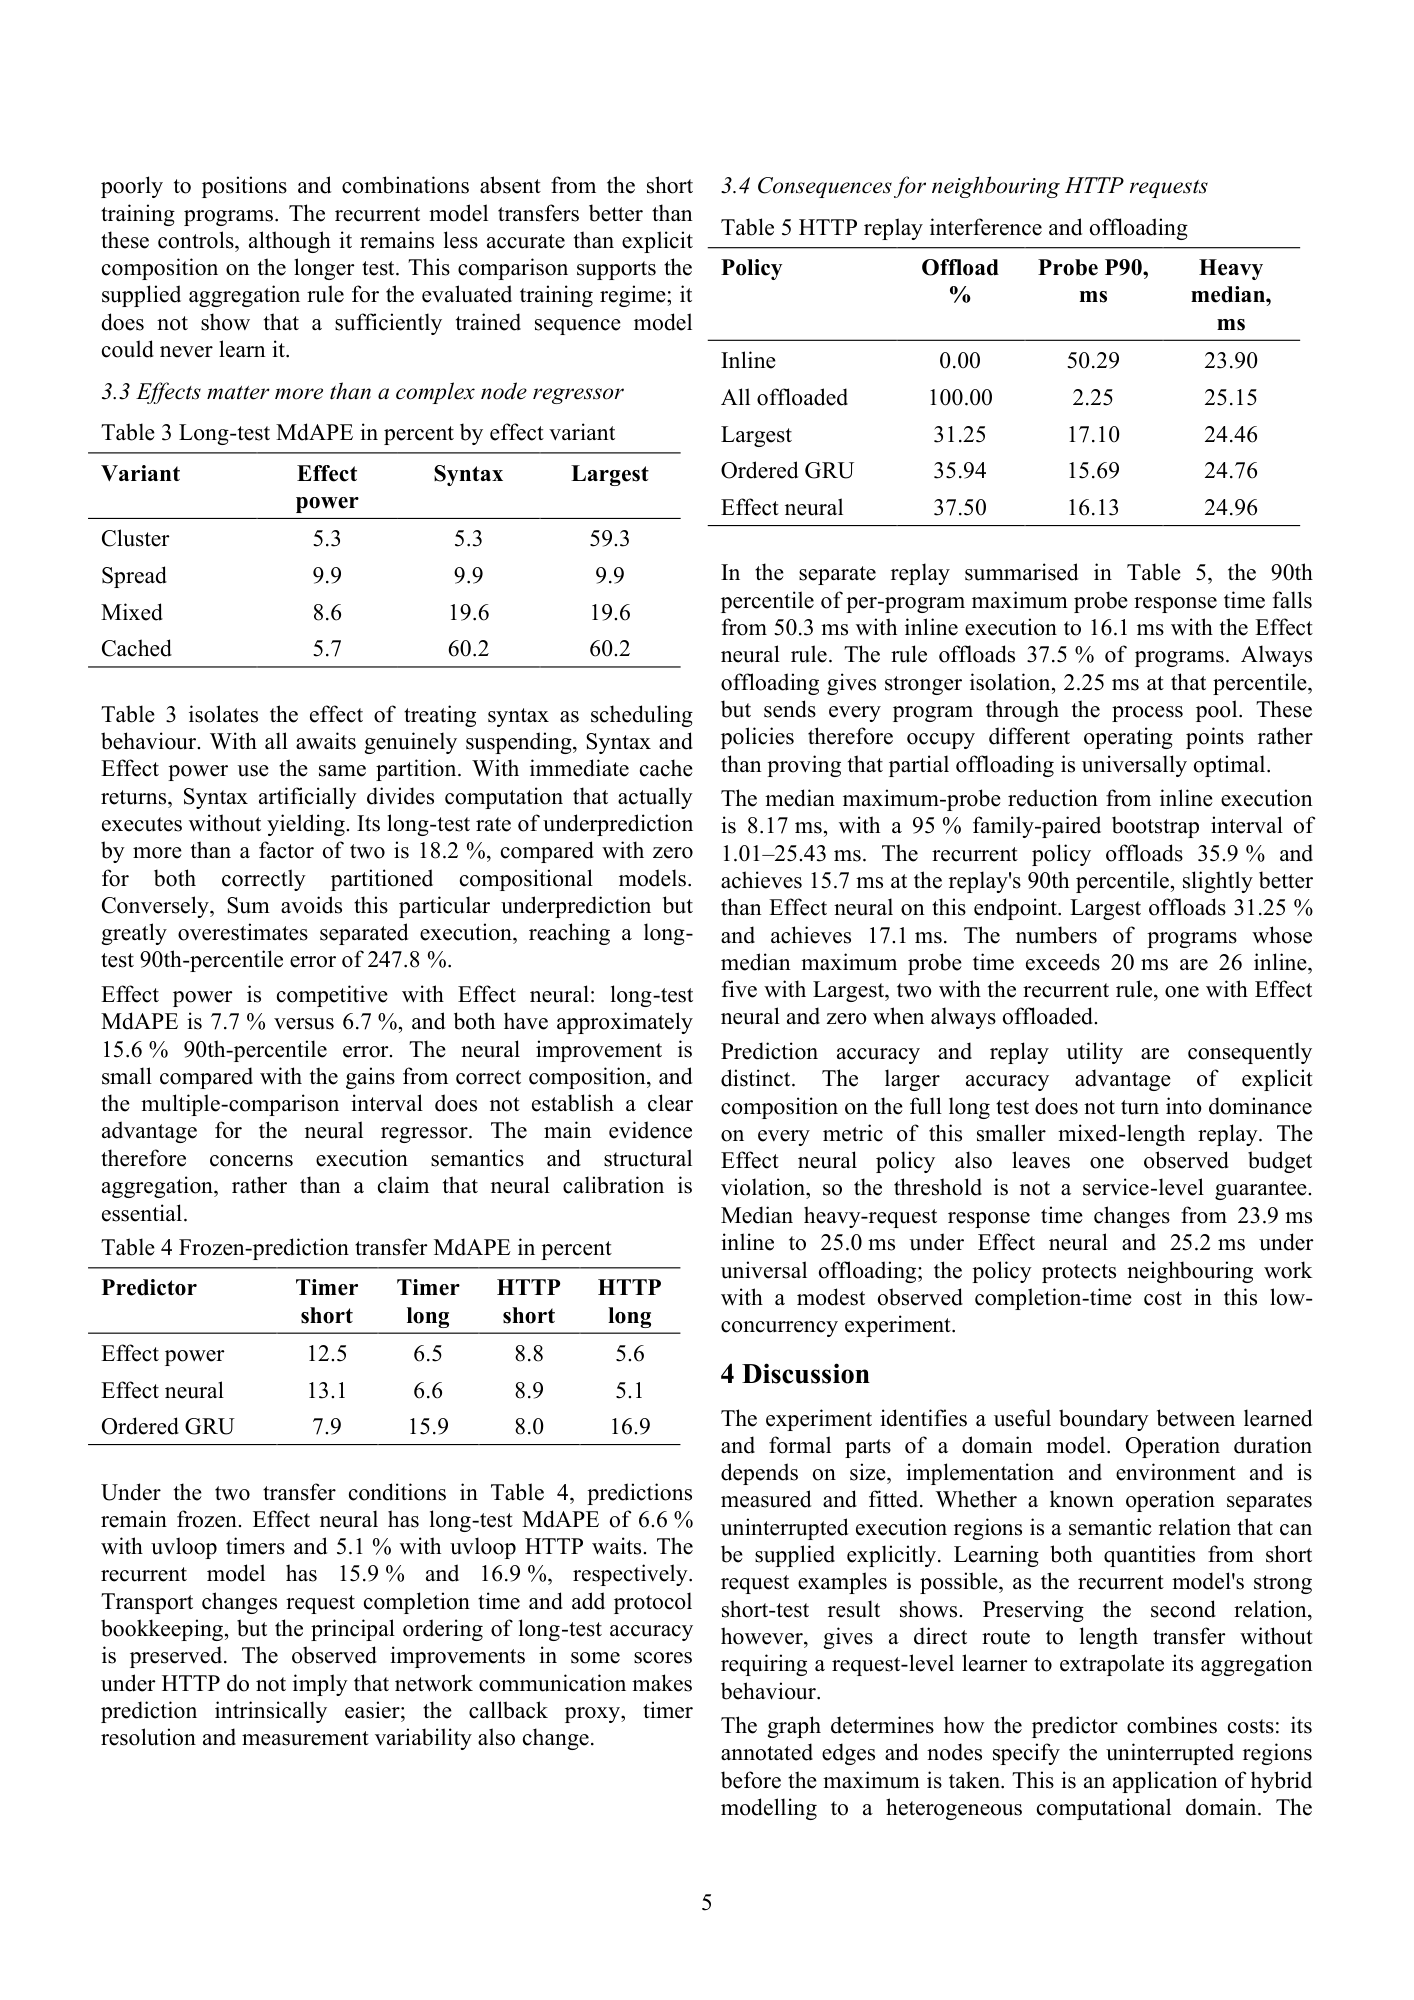 poorly to positions and combinations absent from the short
training programs. The recurrent model transfers better than
these controls, although it remains less accurate than explicit
composition on the longer test. This comparison supports the
supplied aggregation rule for the evaluated training regime; it
does not show that a sufficiently trained sequence model
could never learn it.
3.3 Effects matter more than a complex node regressor
Table 3 Long-test MdAPE in percent by effect variant
Variant Effect power Syntax Largest
Cluster 5.3 5.3 59.3
Spread 9.9 9.9 9.9
Mixed 8.6 19.6 19.6
Cached 5.7 60.2 60.2
Table 3 isolates the effect of treating syntax as scheduling
behaviour. With all awaits genuinely suspending, Syntax and
Effect power use the same partition. With immediate cache
returns, Syntax artificially divides computation that actually
executes without yielding. Its long-test rate of underprediction
by more than a factor of two is 18.2 %, compared with zero
for both correctly partitioned compositional models.
Conversely, Sum avoids this particular underprediction but
greatly overestimates separated execution, reaching a long-
test 90th-percentile error of 247.8 %.
Effect power is competitive with Effect neural: long-test
MdAPE is 7.7 % versus 6.7 %, and both have approximately
15.6 % 90th-percentile error. The neural improvement is
small compared with the gains from correct composition, and
the multiple-comparison interval does not establish a clear
advantage for the neural regressor. The main evidence
therefore concerns execution semantics and structural
aggregation, rather than a claim that neural calibration is
essential.
Table 4 Frozen-prediction transfer MdAPE in percent
Predictor Timer short Timer long HTTP short HTTP long
Effect power 12.5 6.5 8.8 5.6
Effect neural 13.1 6.6 8.9 5.1
Ordered GRU 7.9 15.9 8.0 16.9
Under the two transfer conditions in Table 4, predictions
remain frozen. Effect neural has long-test MdAPE of 6.6 %
with uvloop timers and 5.1 % with uvloop HTTP waits. The
recurrent model has 15.9 % and 16.9 %, respectively.
Transport changes request completion time and add protocol
bookkeeping, but the principal ordering of long-test accuracy
is preserved. The observed improvements in some scores
under HTTP do not imply that network communication makes
prediction intrinsically easier; the callback proxy, timer
resolution and measurement variability also change.
3.4 Consequences for neighbouring HTTP requests
Table 5 HTTP replay interference and offloading
Policy Offload % Probe P90, ms Heavy median, ms
Inline 0.00 50.29 23.90
All offloaded 100.00 2.25 25.15
Largest 31.25 17.10 24.46
Ordered GRU 35.94 15.69 24.76
Effect neural 37.50 16.13 24.96
In the separate replay summarised in Table 5, the 90th
percentile of per-program maximum probe response time falls
from 50.3 ms with inline execution to 16.1 ms with the Effect
neural rule. The rule offloads 37.5 % of programs. Always
offloading gives stronger isolation, 2.25 ms at that percentile,
but sends every program through the process pool. These
policies therefore occupy different operating points rather
than proving that partial offloading is universally optimal.
The median maximum-probe reduction from inline execution
is 8.17 ms, with a 95 % family-paired bootstrap interval of
1.01–25.43 ms. The recurrent policy offloads 35.9 % and
achieves 15.7 ms at the replay's 90th percentile, slightly better
than Effect neural on this endpoint. Largest offloads 31.25 %
and achieves 17.1 ms. The numbers of programs whose
median maximum probe time exceeds 20 ms are 26 inline,
five with Largest, two with the recurrent rule, one with Effect
neural and zero when always offloaded.
Prediction accuracy and replay utility are consequently
distinct. The larger accuracy advantage of explicit
composition on the full long test does not turn into dominance
on every metric of this smaller mixed-length replay. The
Effect neural policy also leaves one observed budget
violation, so the threshold is not a service-level guarantee.
Median heavy-request response time changes from 23.9 ms
inline to 25.0 ms under Effect neural and 25.2 ms under
universal offloading; the policy protects neighbouring work
with a modest observed completion-time cost in this low-
concurrency experiment.
4 Discussion
The experiment identifies a useful boundary between learned
and formal parts of a domain model. Operation duration
depends on size, implementation and environment and is
measured and fitted. Whether a known operation separates
uninterrupted execution regions is a semantic relation that can
be supplied explicitly. Learning both quantities from short
request examples is possible, as the recurrent model's strong
short-test result shows. Preserving the second relation,
however, gives a direct route to length transfer without
requiring a request-level learner to extrapolate its aggregation
behaviour.
The graph determines how the predictor combines costs: its
annotated edges and nodes specify the uninterrupted regions
before the maximum is taken. This is an application of hybrid
modelling to a heterogeneous computational domain. The
5